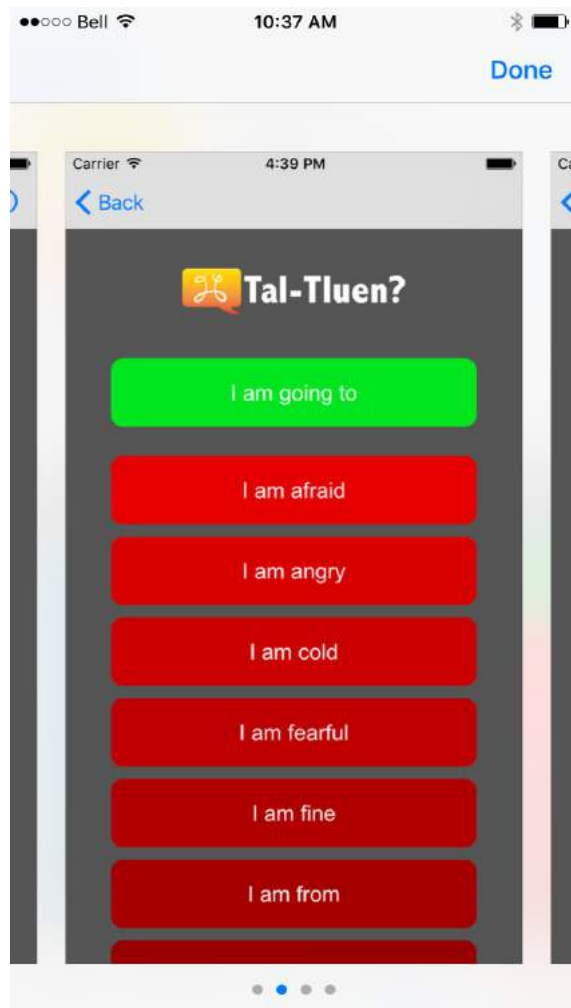 Bell 10:37 AM
Done
Carrier 4:39 PM
Back
Tal-Tluen?
I am going to
I am afraid
I am angry
I am cold
I am fearful
I am fine
I am from